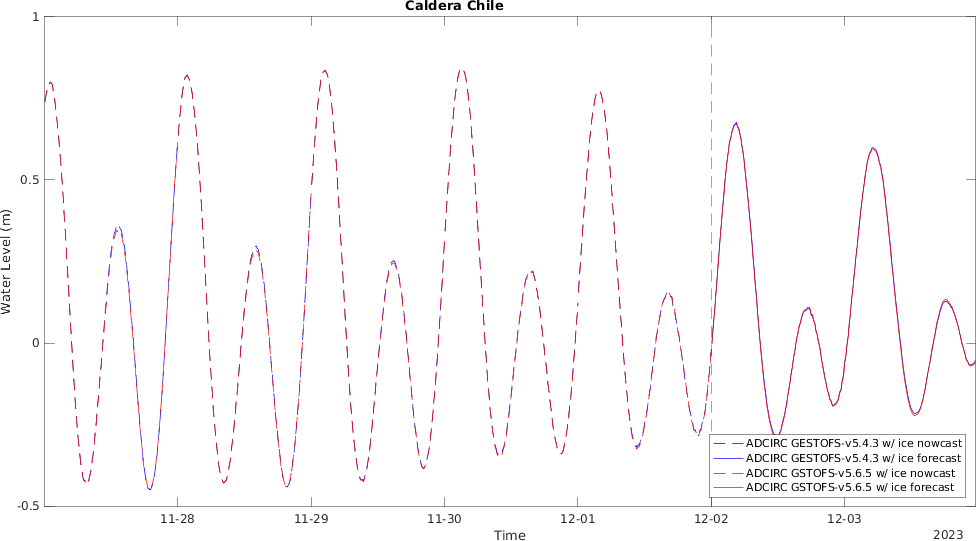 Caldera Chile
1
0.5
0
-0.5
Water Level (m)
11-28
11-29
11-30
12-01
12-02
12-03
Time
2023
ADCIRC GESTOFS-v5.4.3 w/ ice nowcast
ADCIRC GESTOFS-v5.4.3 w/ ice forecast
ADCIRC GSTOFS-v5.6.5 w/ ice nowcast
ADCIRC GSTOFS-v5.6.5 w/ ice forecast